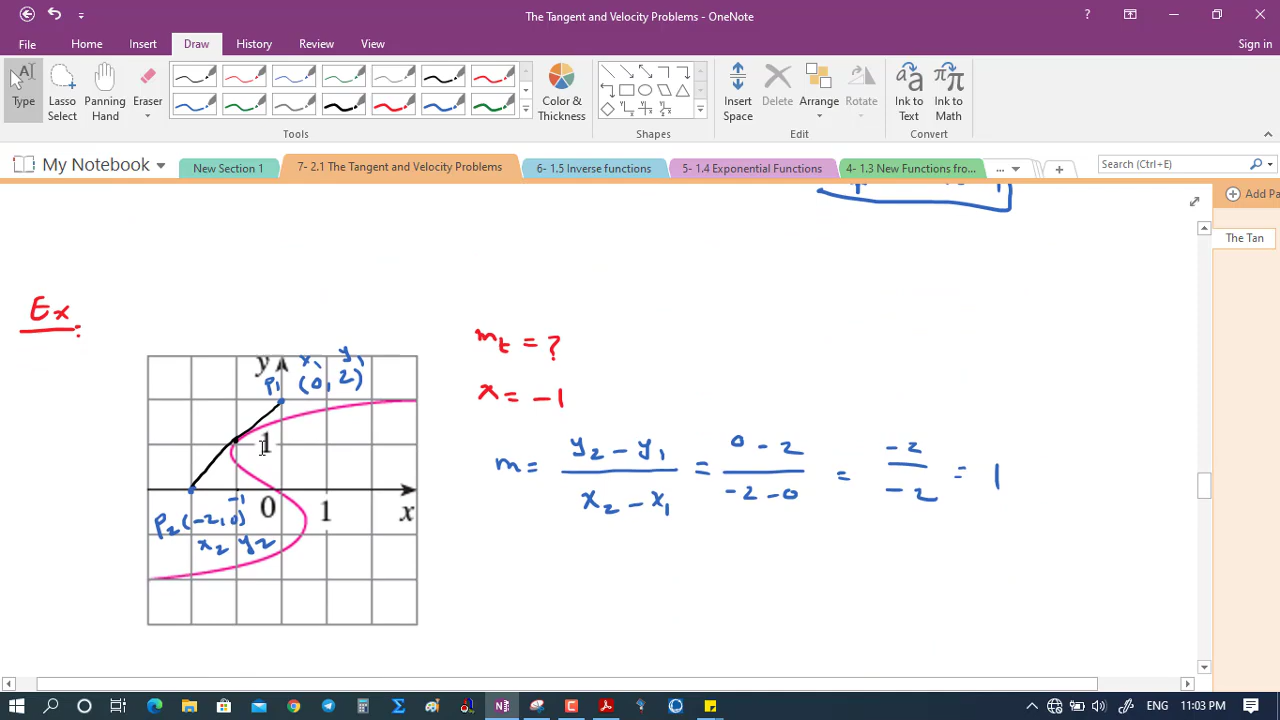 The Tangent and Velocity Problems - OneNote
Sign in
File Home Insert Draw History Review View
Type
Lasso Select
Panning Hand
Eraser
Color & Thickness
Insert Space
Delete
Arrange
Rotate
Ink to Text
Ink to Math
Tools
Shapes
Edit
Convert
My Notebook
New Section 1
7- 2.1 The Tangent and Velocity Problems
6- 1.5 Inverse functions
5- 1.4 Exponential Functions
4- 1.3 New Functions fro...
...
Search (Ctrl+E)
Add Pa
The Tan
Ex:
m_t = ?
x = -1
y x₁ y₁
P₁ (0, 2)
1
-1 0 1 x
P₂ (-2, 0)
x₂ y₂
m = (y₂ - y₁)/(x₂ - x₁) = (0 - 2)/(-2 - 0) = -2/-2 = 1
ENG 11:03 PM